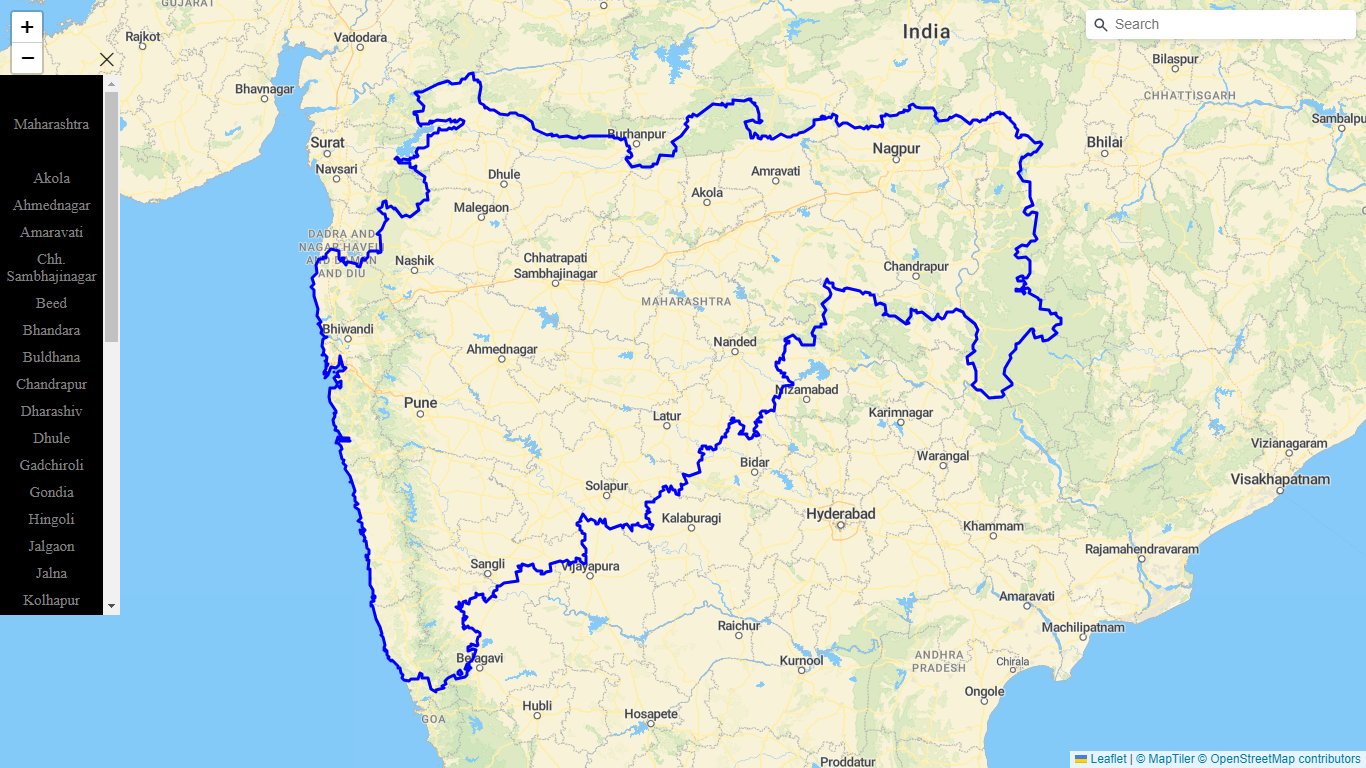 +
−
Search
Maharashtra
Akola
Ahmednagar
Amaravati
Chh.
Sambhajinagar
Beed
Bhandara
Buldhana
Chandrapur
Dharashiv
Dhule
Gadchiroli
Gondia
Hingoli
Jalgaon
Jalna
Kolhapur
GUJARAT
Rajkot
Vadodara
India
Bilaspur
Bhavnagar
CHHATTISGARH
Sambalpu
Surat
Burhanpur
Nagpur
Bhilai
Navsari
Dhule
Akola
Amravati
Malegaon
DADRA AND
NAGAR HAVELI
AND DAMAN
AND DIU
Nashik
Chhatrapati
Sambhajinagar
Chandrapur
MAHARASHTRA
Bhiwandi
Ahmednagar
Nanded
Nizamabad
Pune
Latur
Karimnagar
Bidar
Warangal
Vizianagaram
Visakhapatnam
Solapur
Kalaburagi
Hyderabad
Khammam
Sangli
Vijayapura
Rajamahendravaram
Amaravati
Raichur
Machilipatnam
Belagavi
Kurnool
ANDHRA
PRADESH
Chirala
Ongole
Hubli
Hosapete
GOA
Proddatur
Leaflet | © MapTiler © OpenStreetMap contributors